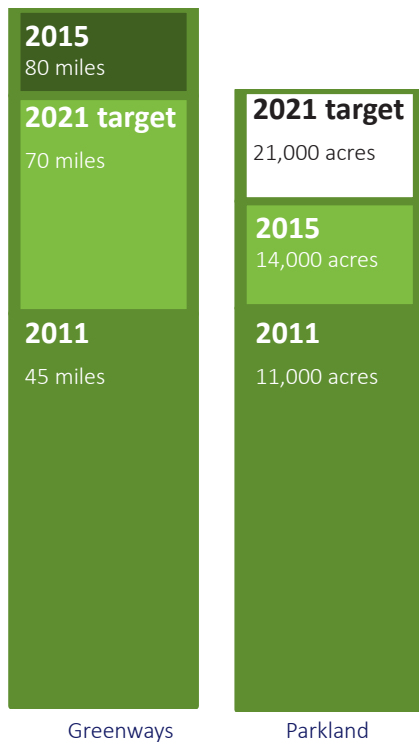 2015
80 miles
2021 target
70 miles
2011
45 miles
Greenways
2021 target
21,000 acres
2015
14,000 acres
2011
11,000 acres
Parkland